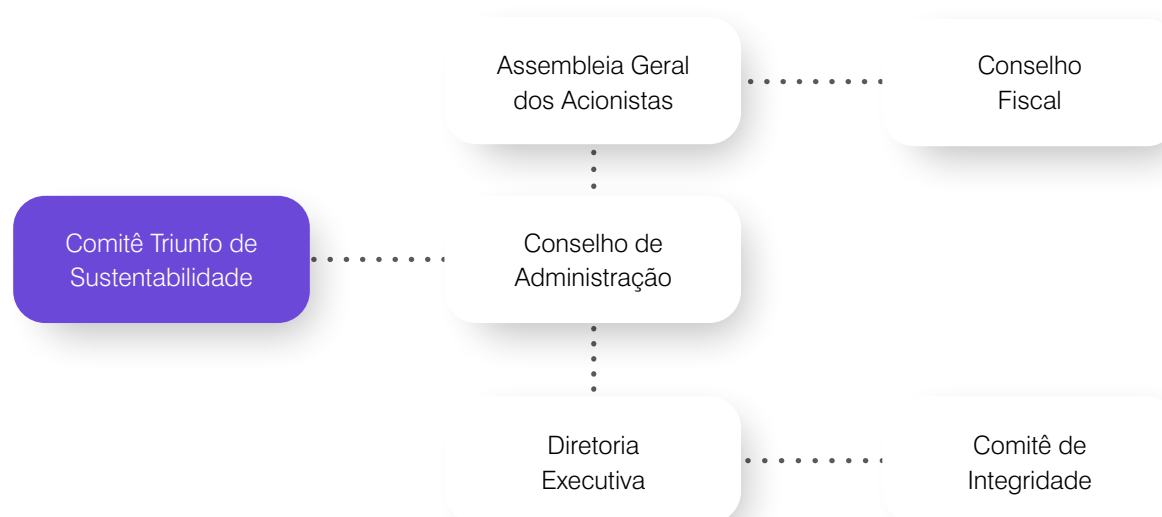 Assembleia Geral
dos Acionistas
Conselho
Fiscal
Comitê Triunfo de
Sustentabilidade
Conselho de
Administração
Diretoria
Executiva
Comitê de
Integridade